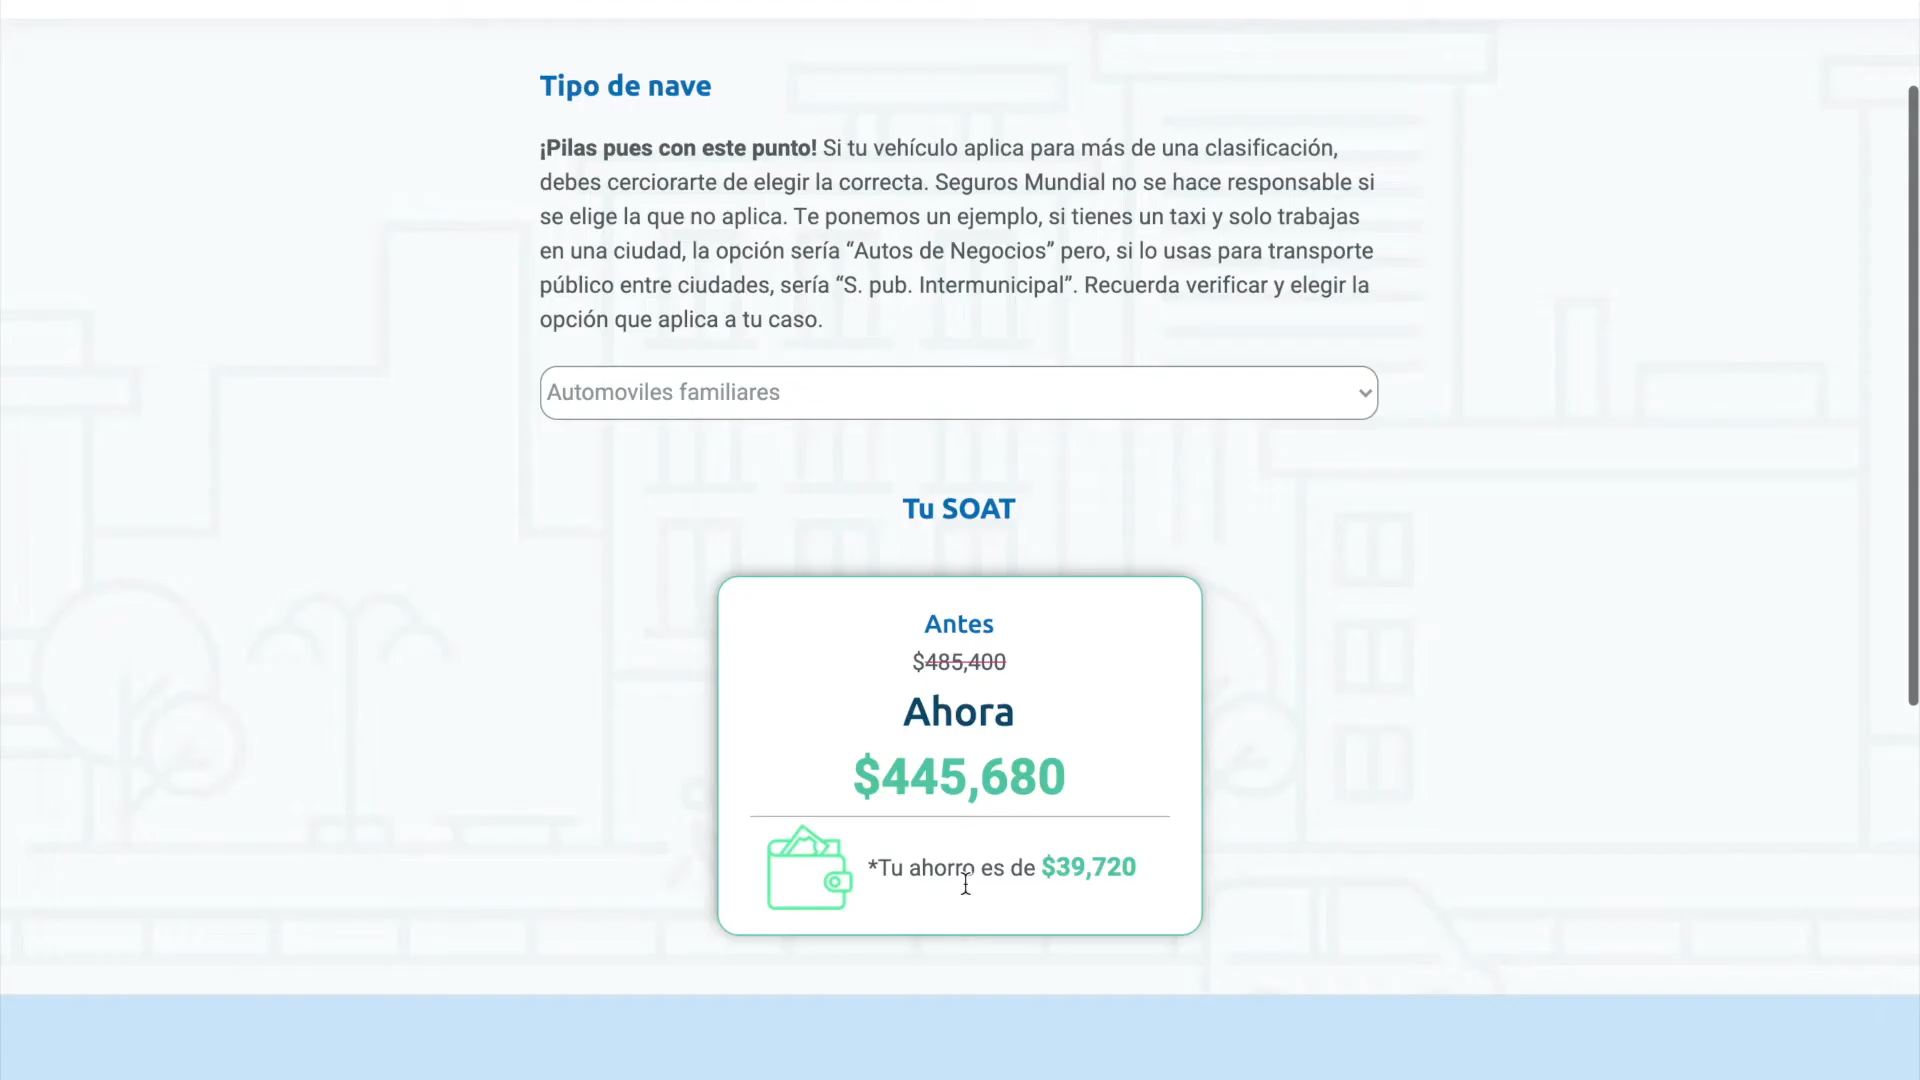 Tipo de nave
¡Pilas pues con este punto! Si tu vehículo aplica para más de una clasificación,
debes cerciorarte de elegir la correcta. Seguros Mundial no se hace responsable si
se elige la que no aplica. Te ponemos un ejemplo, si tienes un taxi y solo trabajas
en una ciudad, la opción sería “Autos de Negocios” pero, si lo usas para transporte
público entre ciudades, sería “S. pub. Intermunicipal”. Recuerda verificar y elegir la
opción que aplica a tu caso.
Automoviles familiares
Tu SOAT
Antes
$485,400
Ahora
$445,680
*Tu ahorro es de $39,720